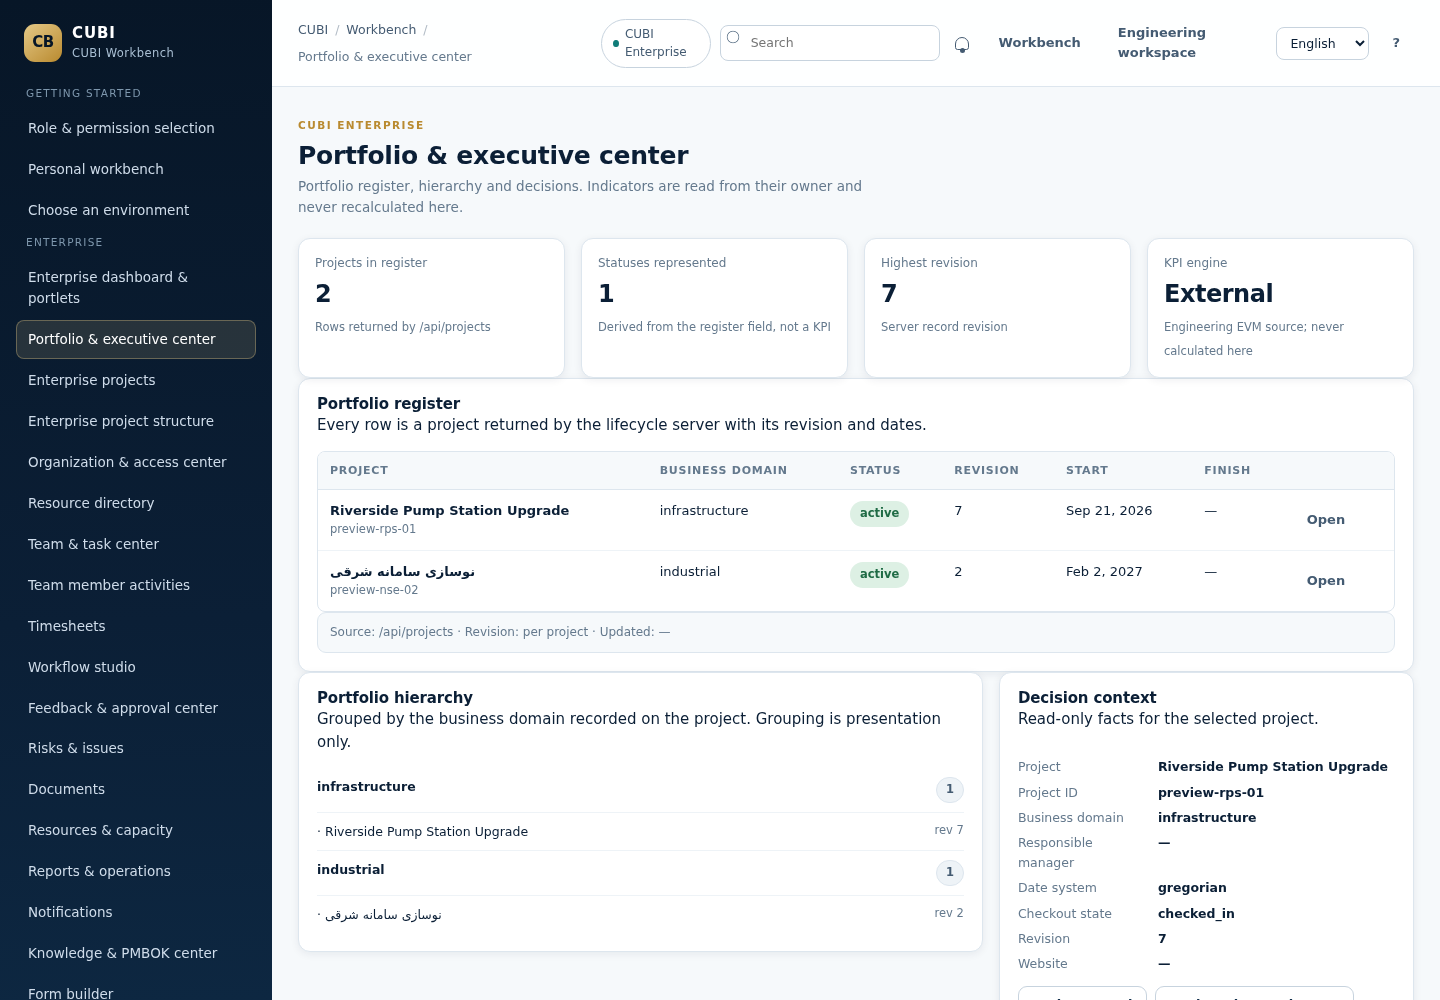 CB
CUBI
CUBI Workbench
GETTING STARTED
Role & permission selection
Personal workbench
Choose an environment
ENTERPRISE
Enterprise dashboard &
portlets
Portfolio & executive center
Enterprise projects
Enterprise project structure
Organization & access center
Resource directory
Team & task center
Team member activities
Timesheets
Workflow studio
Feedback & approval center
Risks & issues
Documents
Resources & capacity
Reports & operations
Notifications
Knowledge & PMBOK center
Form builder
CUBI / Workbench /
Portfolio & executive center
CUBI
Enterprise
Search
Workbench
Engineering
workspace
English
?
CUBI ENTERPRISE
Portfolio & executive center
Portfolio register, hierarchy and decisions. Indicators are read from their owner and
never recalculated here.
Projects in register
2
Rows returned by /api/projects
Statuses represented
1
Derived from the register field, not a KPI
Highest revision
7
Server record revision
KPI engine
External
Engineering EVM source; never
calculated here
Portfolio register
Every row is a project returned by the lifecycle server with its revision and dates.
PROJECT BUSINESS DOMAIN STATUS REVISION START FINISH
Riverside Pump Station Upgrade infrastructure active 7 Sep 21, 2026 — Open
preview-rps-01
نوسازی سامانه شرقی industrial active 2 Feb 2, 2027 — Open
preview-nse-02
Source: /api/projects · Revision: per project · Updated: —
Portfolio hierarchy
Grouped by the business domain recorded on the project. Grouping is presentation
only.
infrastructure 1
· Riverside Pump Station Upgrade rev 7
industrial 1
· نوسازی سامانه شرقی rev 2
Decision context
Read-only facts for the selected project.
Project Riverside Pump Station Upgrade
Project ID preview-rps-01
Business domain infrastructure
Responsible
manager —
Date system gregorian
Checkout state checked_in
Revision 7
Website —